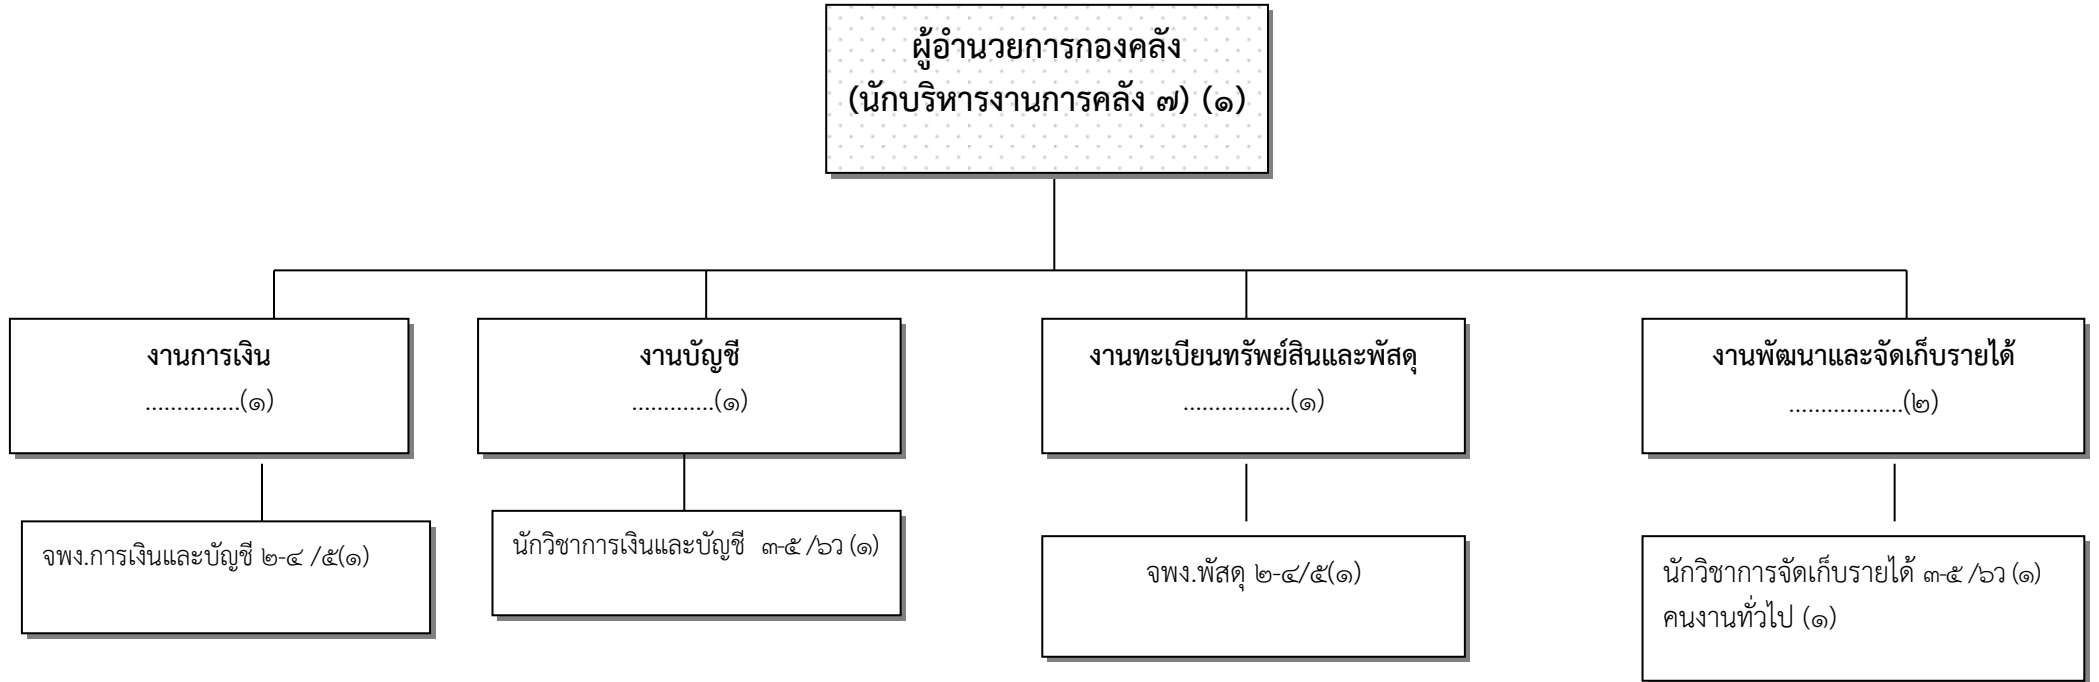 ผู้อำนวยการกองคลัง
(นักบริหารงานการคลัง ๗) (๑)
งานการเงิน
...............(๑)
งานบัญชี
.............(๑)
งานทะเบียนทรัพย์สินและพัสดุ
.................(๑)
งานพัฒนาและจัดเก็บรายได้
..................(๒)
จพง.การเงินและบัญชี ๒-๔ /๕(๑)
นักวิชาการเงินและบัญชี ๓-๕ /๖ว (๑)
จพง.พัสดุ ๒-๔/๕(๑)
นักวิชาการจัดเก็บรายได้ ๓-๕ /๖ว (๑)
คนงานทั่วไป (๑)